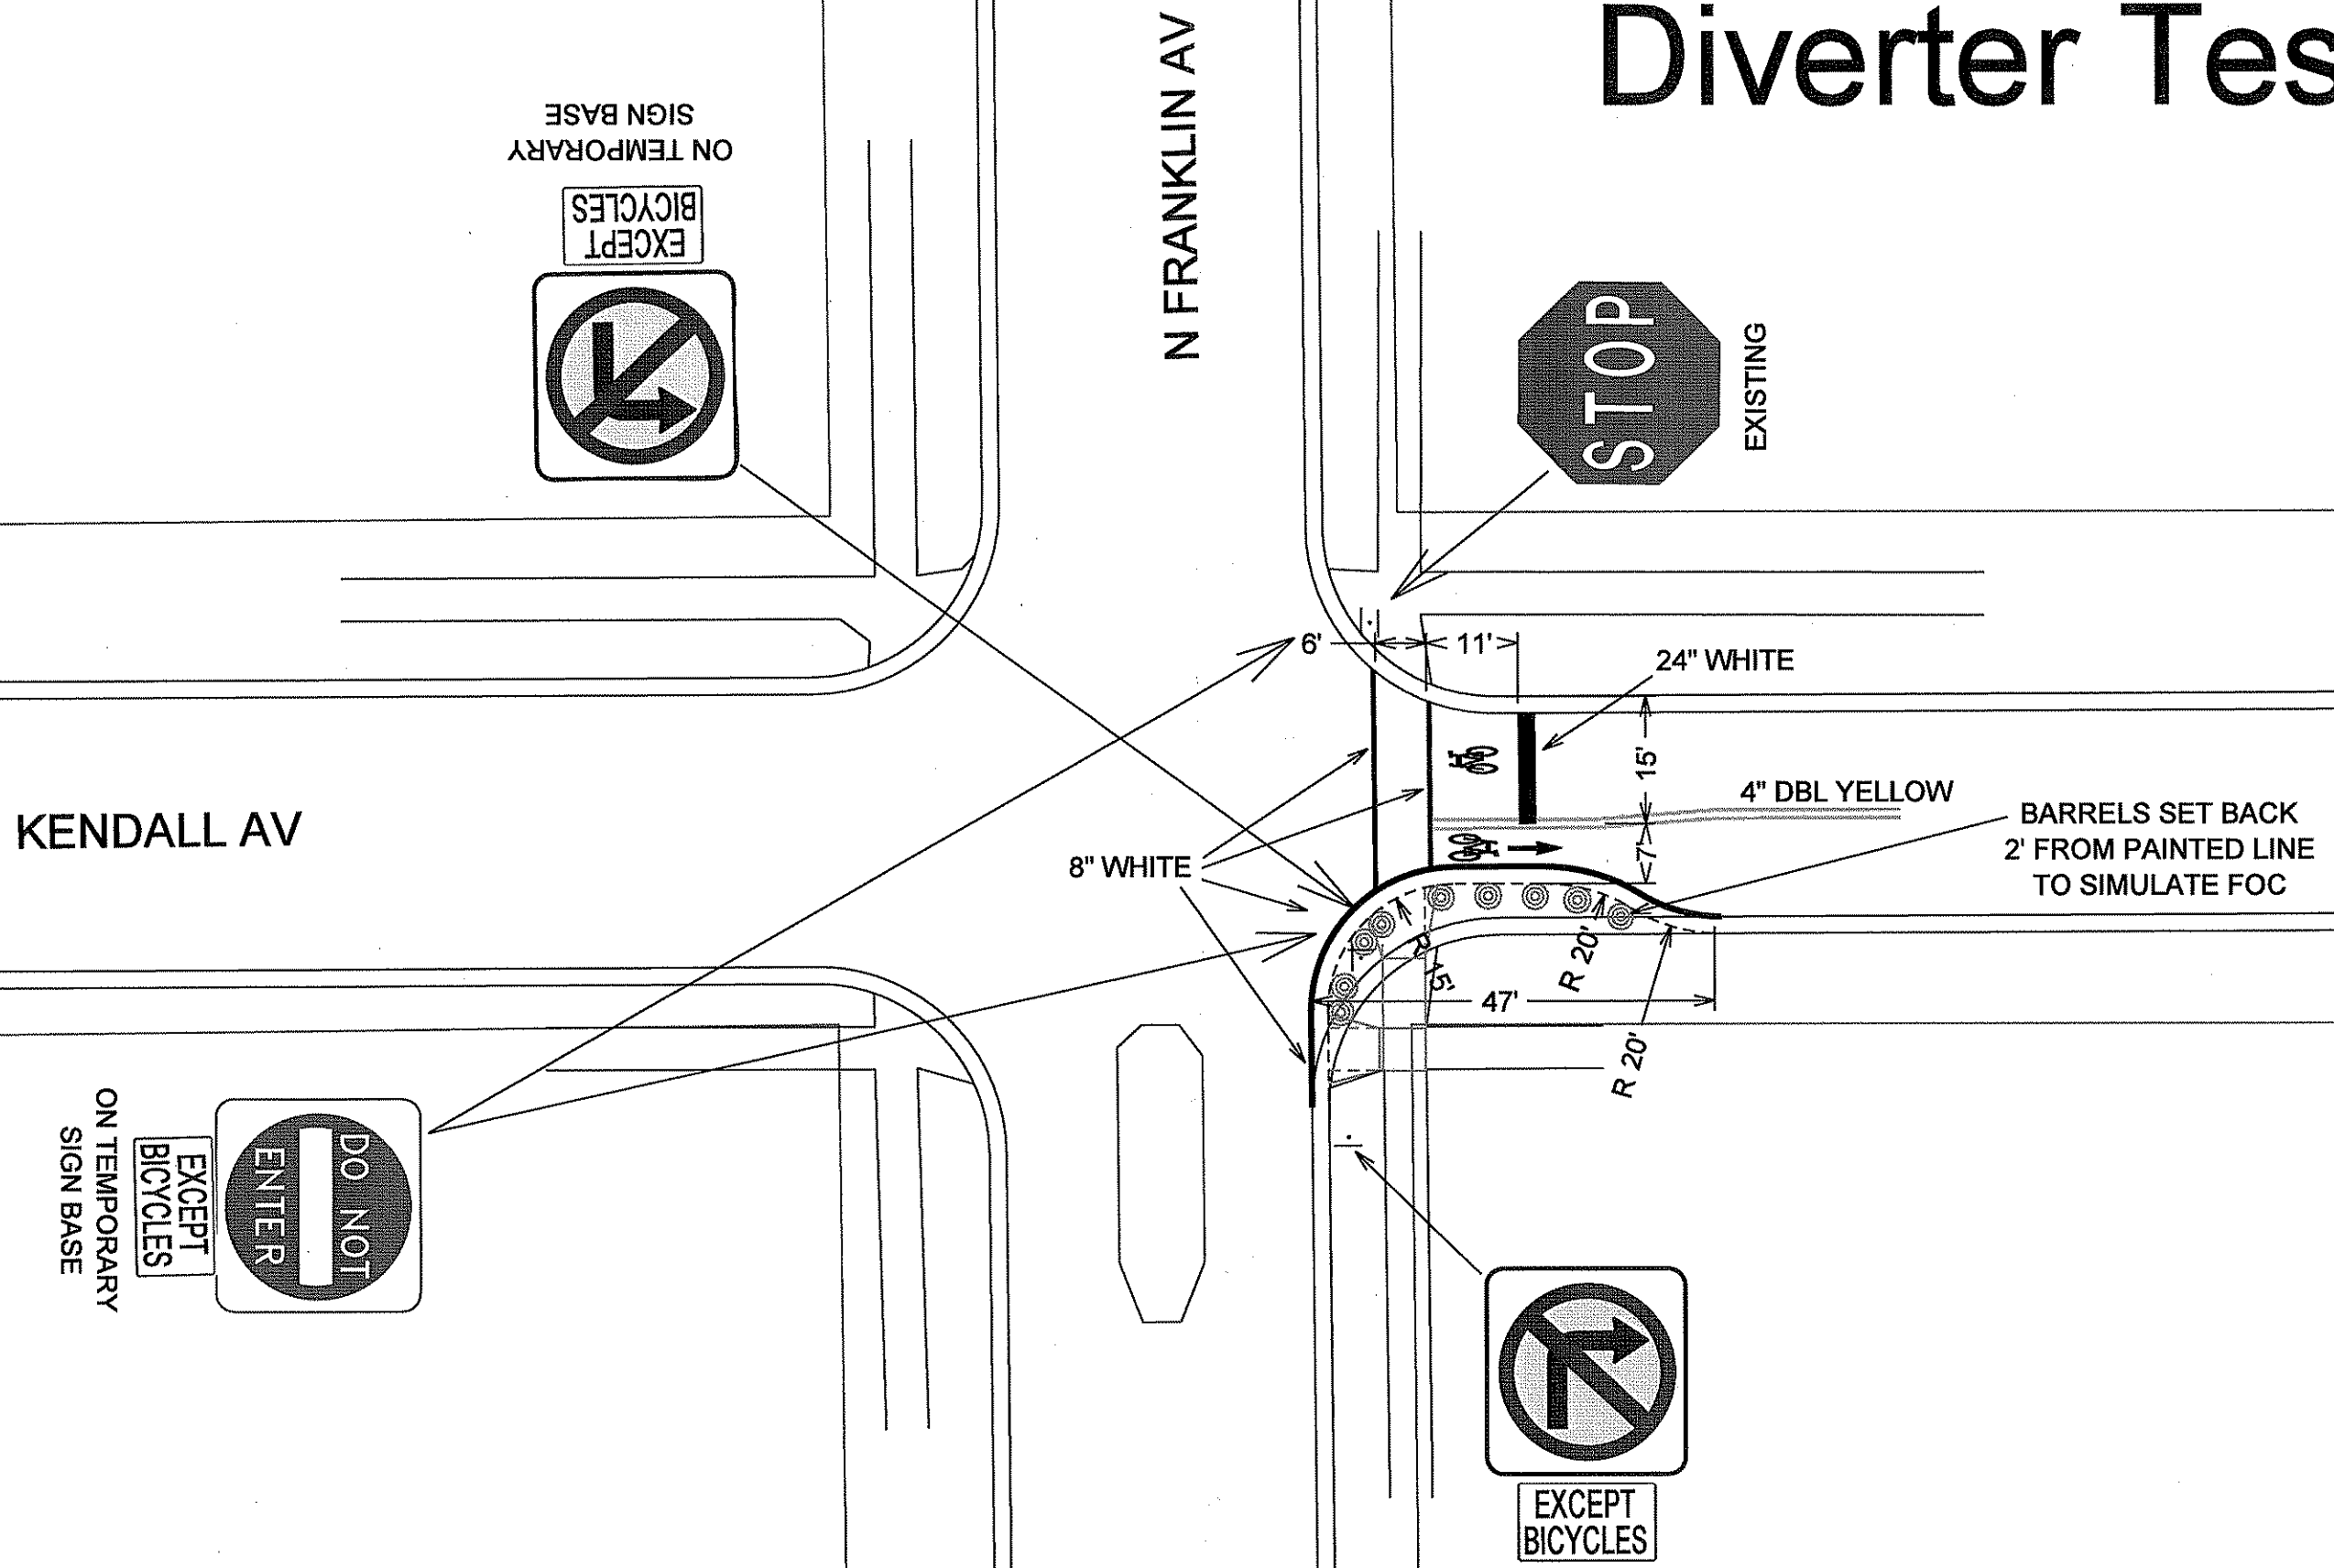 Diverter Tes
N FRANKLIN AV
ON TEMPORARY
SIGN BASE
EXCEPT
BICYCLES
STOP
EXISTING
6'
11'
24" WHITE
15'
4" DBL YELLOW
7'
BARRELS SET BACK
2' FROM PAINTED LINE
TO SIMULATE FOC
KENDALL AV
8" WHITE
R 15'
R 20'
47'
R 20'
DO NOT
ENTER
EXCEPT
BICYCLES
ON TEMPORARY
SIGN BASE
EXCEPT
BICYCLES